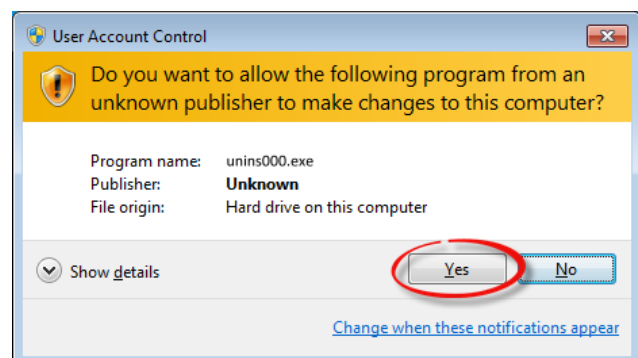 User Account Control
Do you want to allow the following program from an
unknown publisher to make changes to this computer?
Program name: unins000.exe
Publisher: Unknown
File origin: Hard drive on this computer
Show details
Yes No
Change when these notifications appear